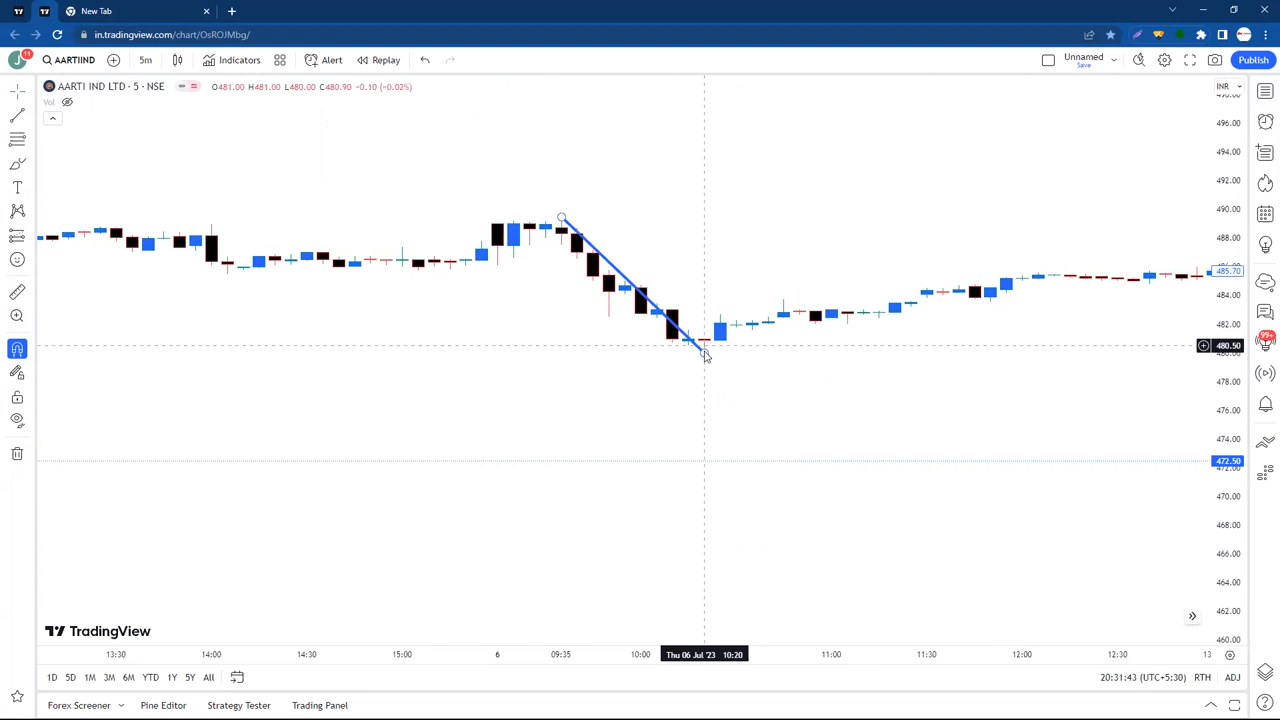 New Tab
in.tradingview.com/chart/OsROJMbg/
11
AARTIIND
5m
Indicators
Alert
Replay
Unnamed
Save
Publish
AARTI IND LTD · 5 · NSE
O481.00 H481.00 L480.00 C480.90 -0.10 (-0.02%)
INR
Vol
496.00
494.00
492.00
490.00
488.00
485.70
484.00
482.00
480.50
478.00
476.00
474.00
472.50
472.00
470.00
468.00
466.00
464.00
462.00
460.00
99+
TradingView
13:30
14:00
14:30
15:00
6
09:35
10:00
Thu 06 Jul '23 10:20
11:00
11:30
12:00
12:30
13
1D 5D 1M 3M 6M YTD 1Y 5Y All
20:31:43 (UTC+5:30)
RTH
ADJ
Forex Screener
Pine Editor
Strategy Tester
Trading Panel